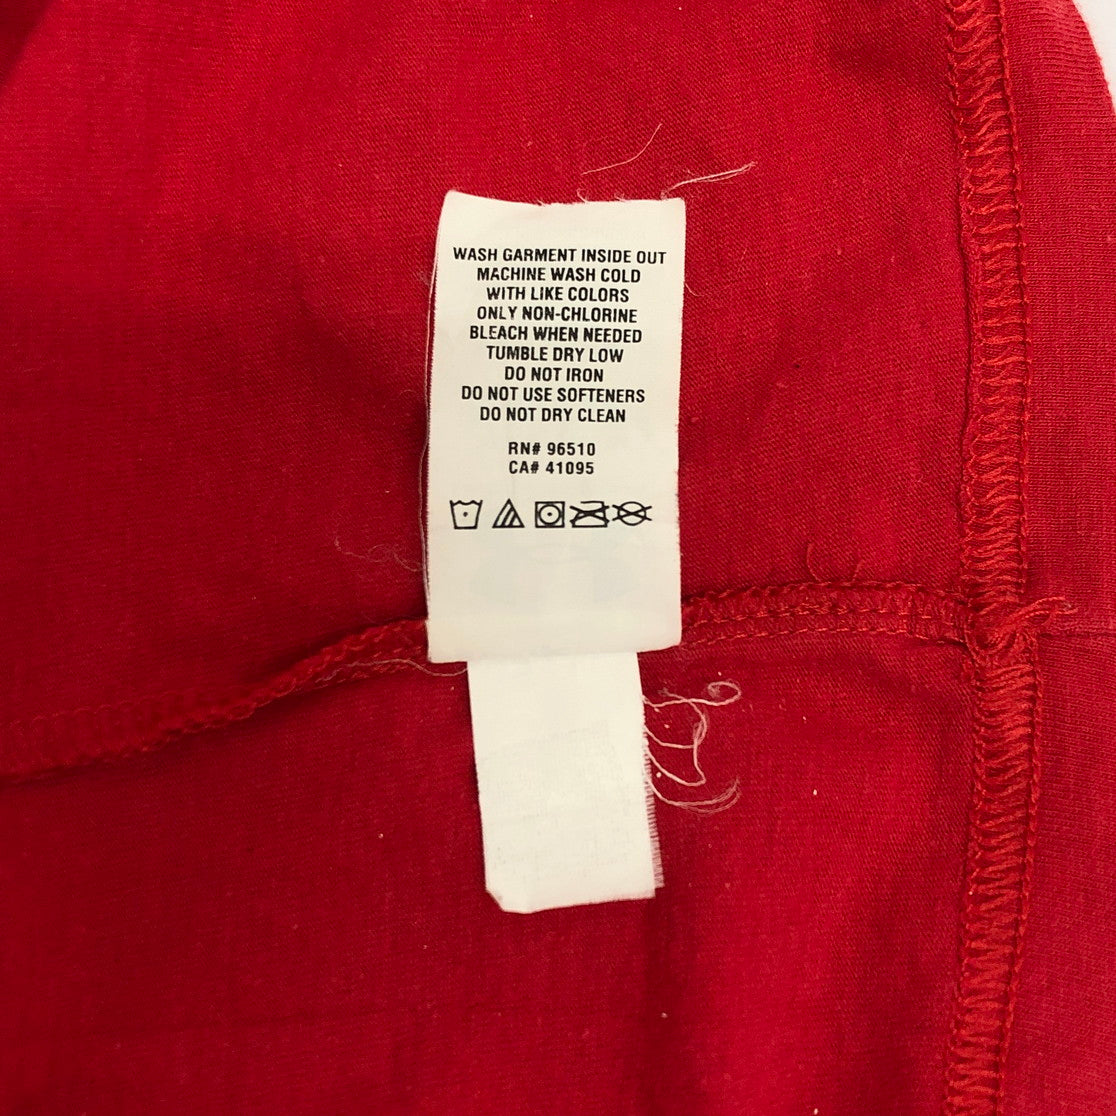 WASH GARMENT INSIDE OUT
MACHINE WASH COLD
WITH LIKE COLORS
ONLY NON-CHLORINE
BLEACH WHEN NEEDED
TUMBLE DRY LOW
DO NOT IRON
DO NOT USE SOFTENERS
DO NOT DRY CLEAN
RN# 96510
CA# 41095